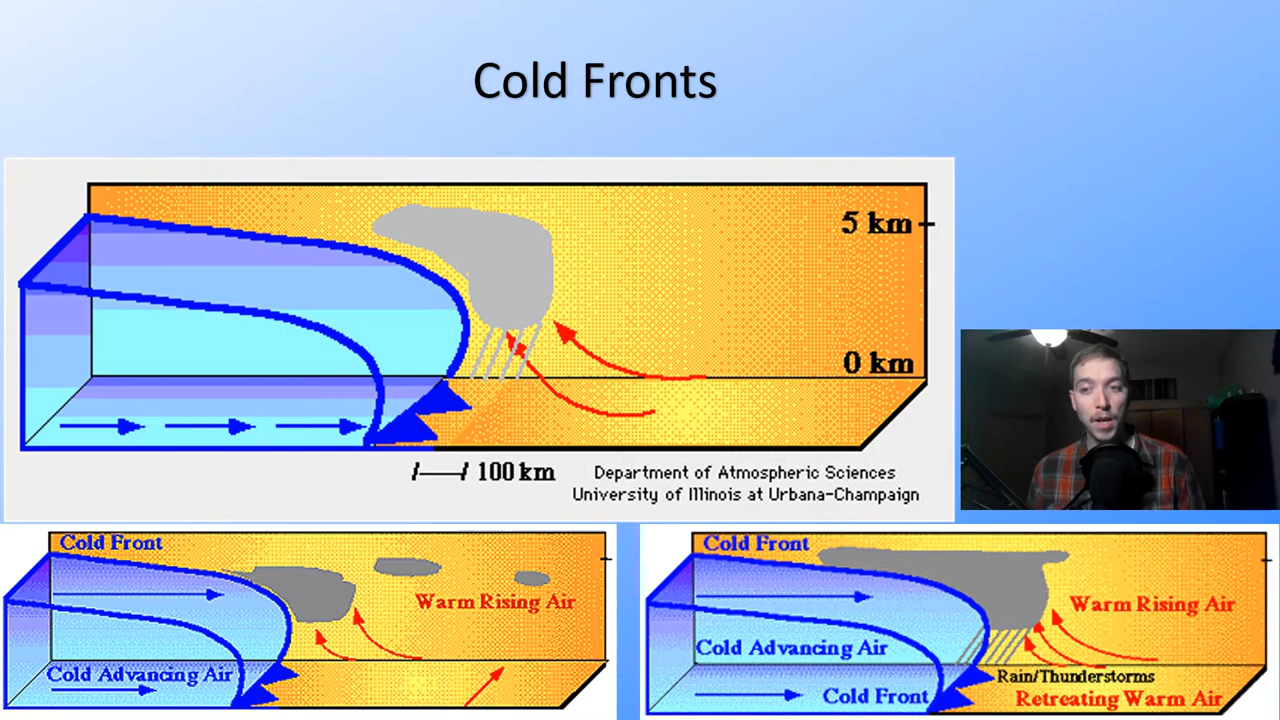 Cold Fronts
5 km
0 km
100 km
Department of Atmospheric Sciences
University of Illinois at Urbana-Champaign
Cold Front
Warm Rising Air
Cold Advancing Air
Cold Front
Warm Rising Air
Cold Advancing Air
Rain/Thunderstorms
Cold Front
Retreating Warm Air